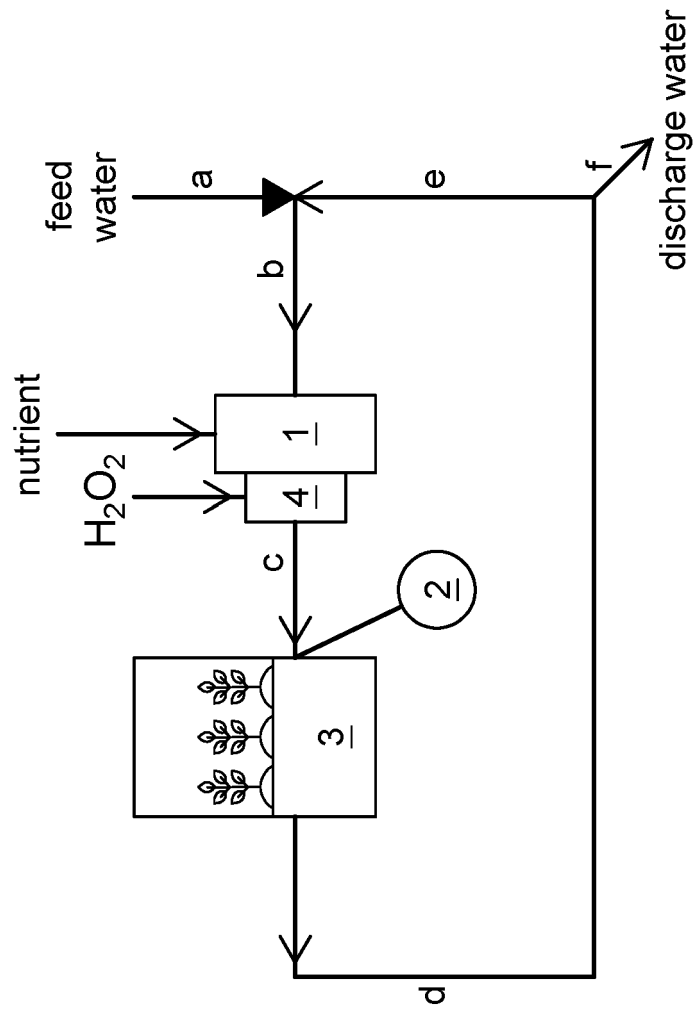 feed
water
a
nutrient
H₂O₂
b
1
4
c
2
3
d
e
f
discharge water